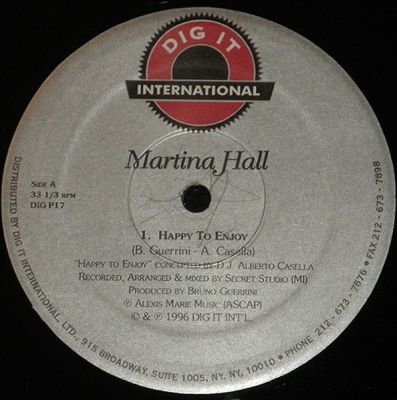 DIG IT
INTERNATIONAL
Martina Hall
SIDE A
33 1/3 RPM
DIG P17
1. HAPPY TO ENJOY
(B. GUERRINI - A. CASELLA)
"HAPPY TO ENJOY" CONCEPTED BY D.J. ALBERTO CASELLA
RECORDED, ARRANGED & MIXED BY SECRET STUDIO (MI)
PRODUCED BY BRUNO GUERRINI
℗ ALEXIS MARIE MUSIC (ASCAP)
© & ℗ 1996 DIG IT INT'L
DISTRIBUTED BY DIG IT INTERNATIONAL, LTD., 915 BROADWAY, SUITE 1005, NY, NY, 10010 • PHONE 212 - 673 - 7676 • FAX 212 - 673 - 7898